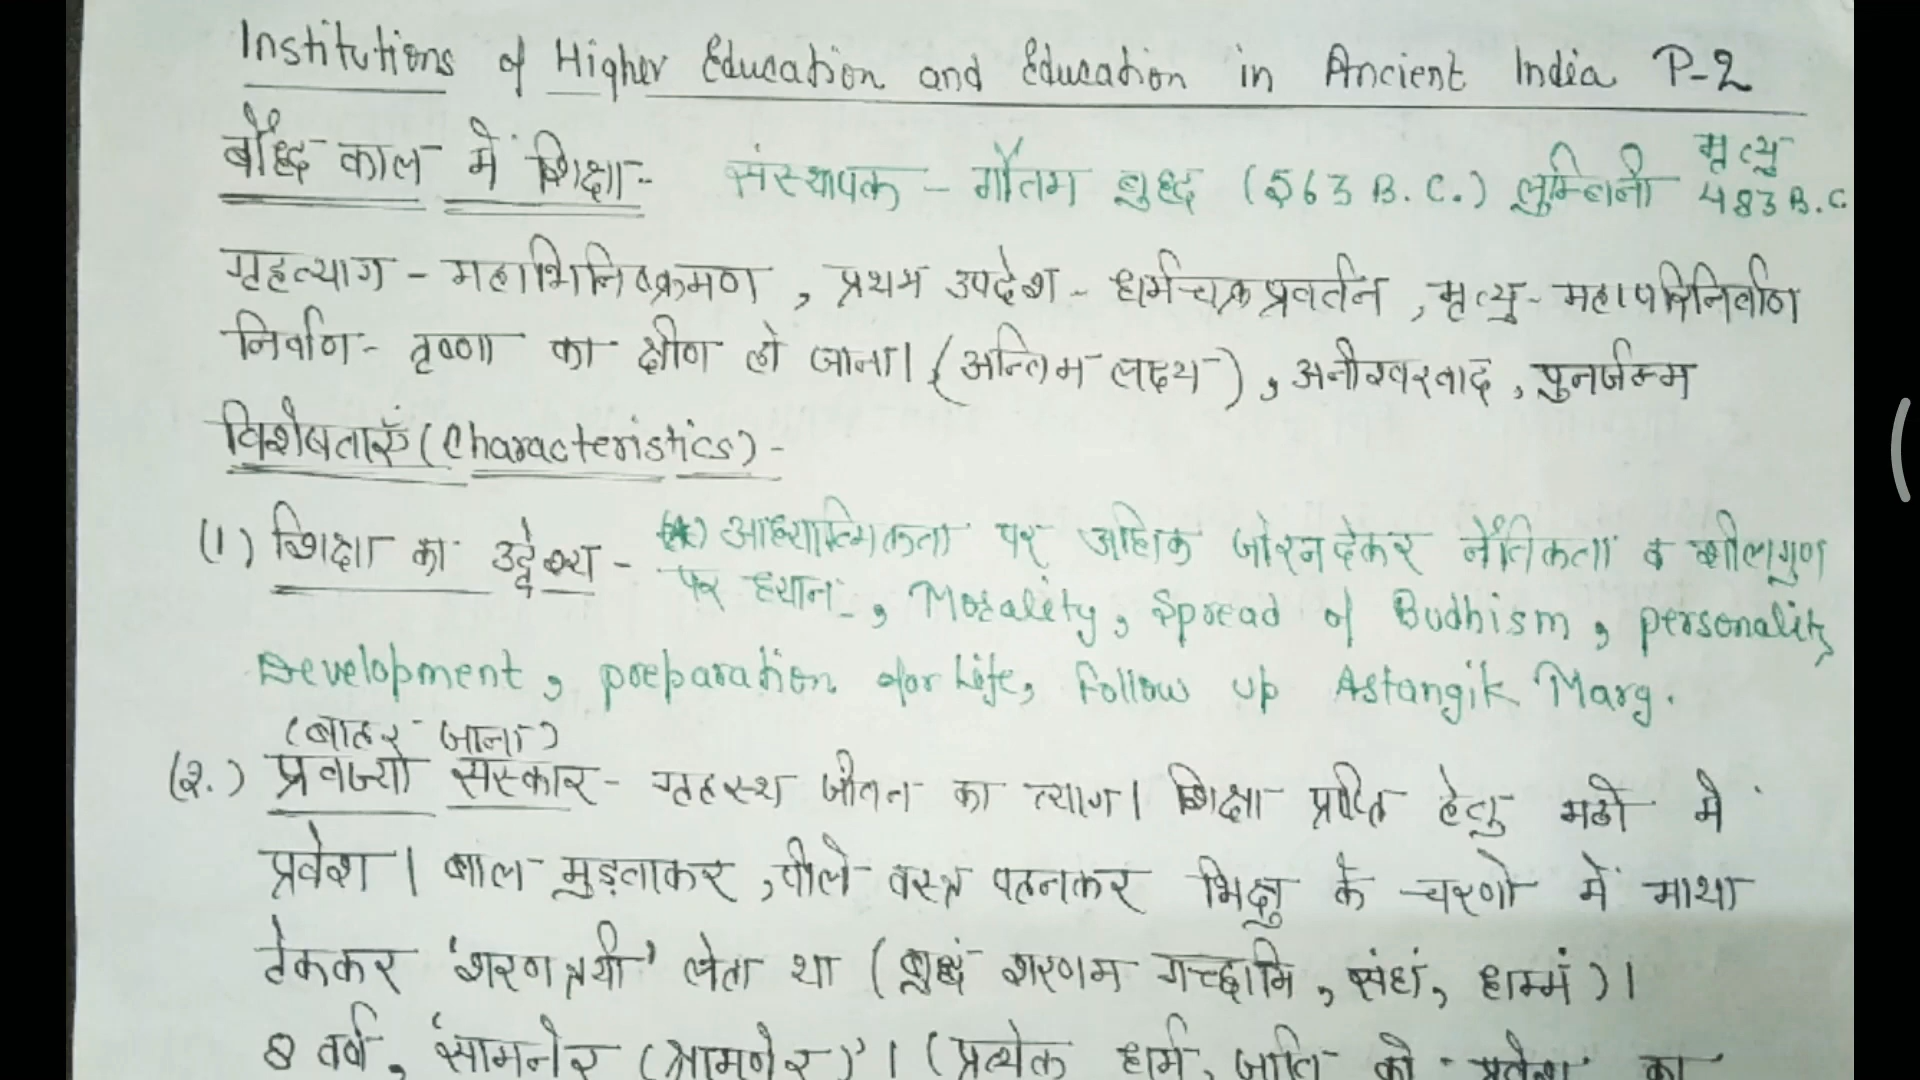 Institutions of Higher Education and Education in Ancient India P-2
बौद्ध काल में शिक्षा- संस्थापक - गौतम बुद्ध (563 B.C.) लुम्बिनी मृत्यु 483 B.C.
गृहत्याग - महाभिनिष्क्रमण, प्रथम उपदेश - धर्मचक्रप्रवर्तन, मृत्यु - महापरिनिर्वाण
निर्वाण - तृष्णा का क्षीण हो जाना। (अन्तिम लक्ष्य), अनीश्वरवाद, पुनर्जन्म
विशेषताएँ (Characteristics) -
(1) शिक्षा का उद्देश्य - आध्यात्मिकता पर अधिक जोर न देकर नैतिकता व शीलगुण
पर ध्यान, Morality, Spread of Budhism, personality
Development, preparation for Life, Follow up Astangik Marg.
(बाहर जाना)
(2.) प्रवज्या संस्कार - गृहस्थ जीवन का त्याग। शिक्षा प्राप्ति हेतु मठो मे
प्रवेश। बाल मुड़वाकर, पीले वस्त्र पहनकर भिक्षु के चरणो में माथा
टेककर 'शरणत्रयी' लेता था (बुद्धं शरणम गच्छामि, संघं, धाम्मं)।
8 वर्ष, 'सामनेर (श्रामणेर)'। (प्रत्येक धर्म, जाति को प्रवेश का